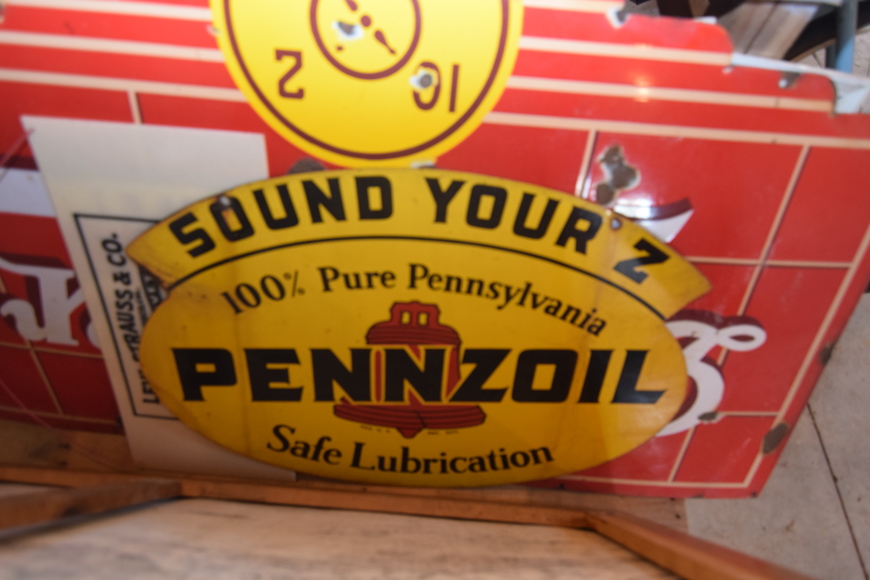 2 10
SOUND YOUR Z
100% Pure Pennsylvania
PENNZOIL
Safe Lubrication
STRAUSS & CO.